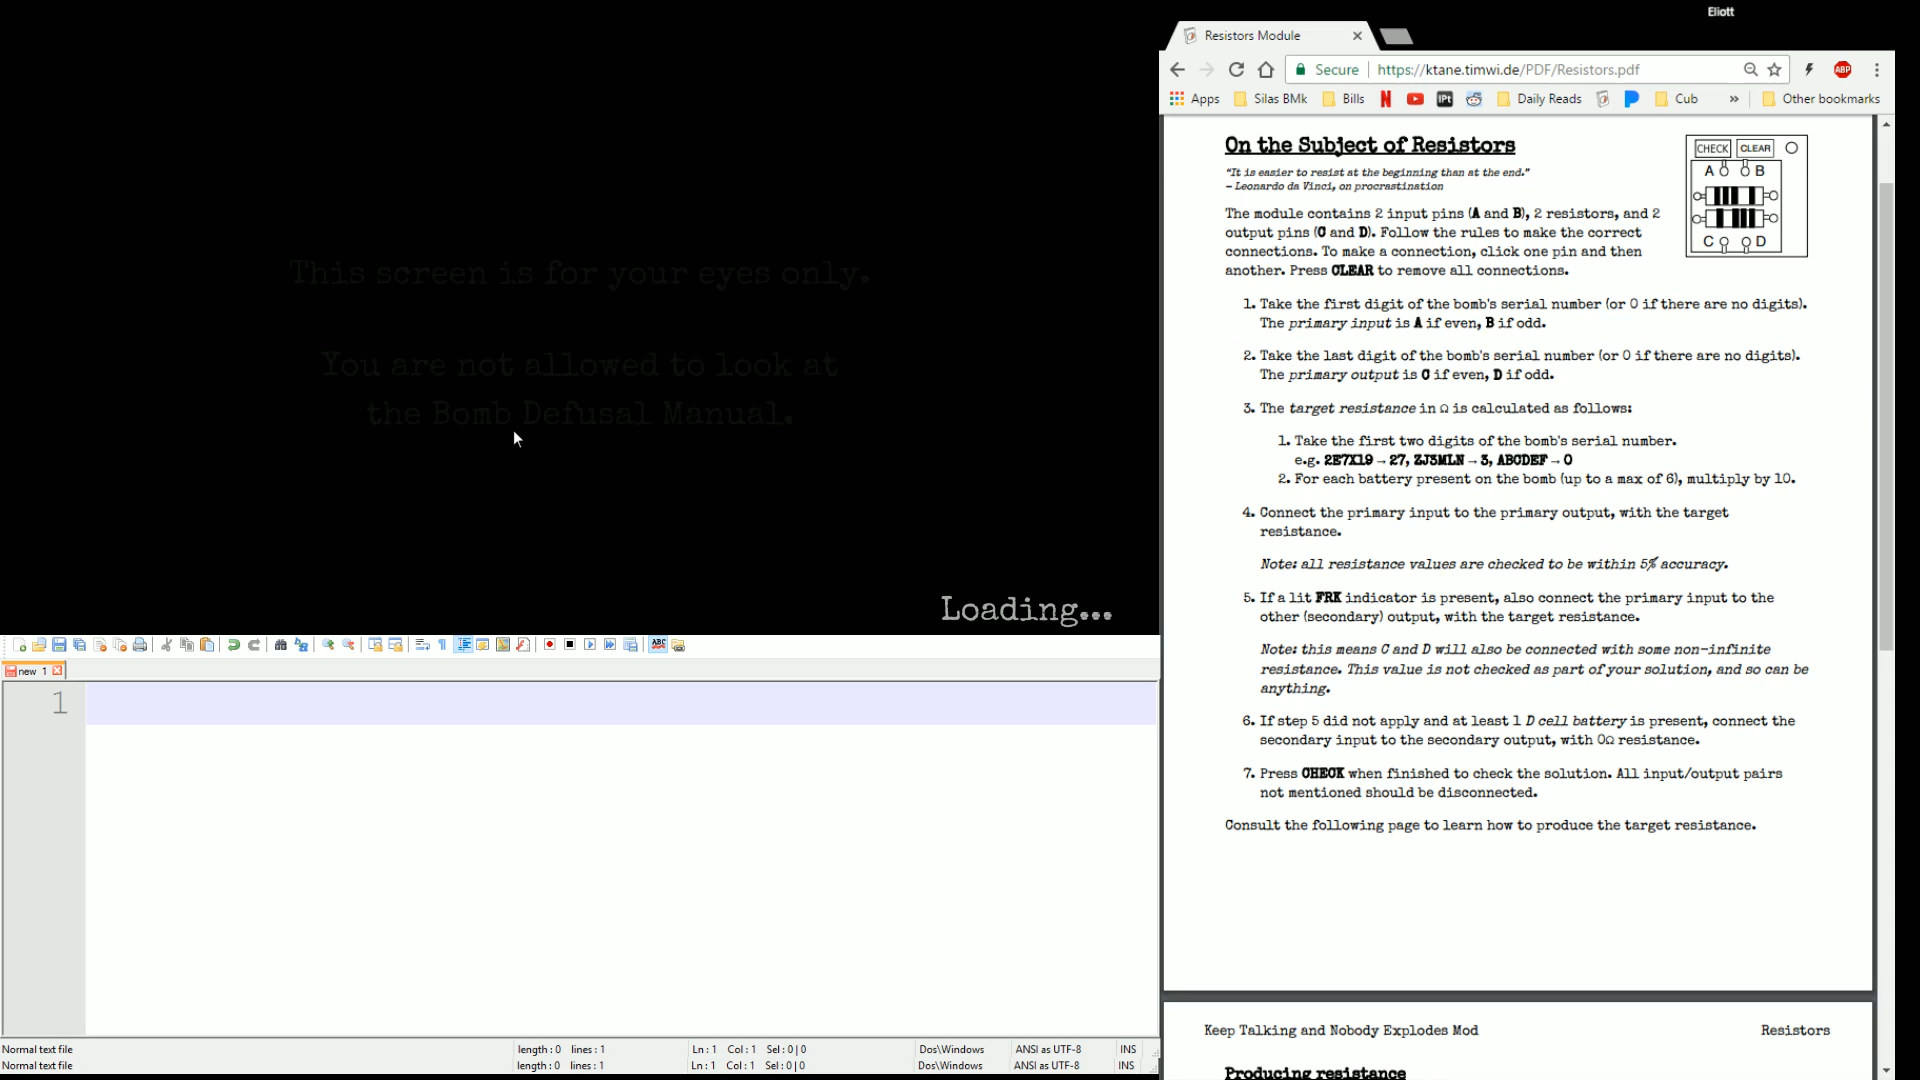 Eliott
Resistors Module
Secure https://ktane.timwi.de/PDF/Resistors.pdf
ABP
Apps Silas BMk Bills N IPt Daily Reads Cub » Other bookmarks
On the Subject of Resistors
"It is easier to resist at the beginning than at the end."
– Leonardo da Vinci, on procrastination
The module contains 2 input pins (A and B), 2 resistors, and 2
output pins (C and D). Follow the rules to make the correct
connections. To make a connection, click one pin and then
another. Press CLEAR to remove all connections.
CHECK CLEAR
A B
C D
1. Take the first digit of the bomb's serial number (or 0 if there are no digits).
The primary input is A if even, B if odd.
2. Take the last digit of the bomb's serial number (or 0 if there are no digits).
The primary output is C if even, D if odd.
3. The target resistance in Ω is calculated as follows:
1. Take the first two digits of the bomb's serial number.
e.g. 2E7X19 → 27, ZJ3MLN → 3, ABCDEF → 0
2. For each battery present on the bomb (up to a max of 6), multiply by 10.
4. Connect the primary input to the primary output, with the target
resistance.
Note: all resistance values are checked to be within 5% accuracy.
5. If a lit FRK indicator is present, also connect the primary input to the
other (secondary) output, with the target resistance.
Note: this means C and D will also be connected with some non-infinite
resistance. This value is not checked as part of your solution, and so can be
anything.
6. If step 5 did not apply and at least 1 D cell battery is present, connect the
secondary input to the secondary output, with 0Ω resistance.
7. Press CHECK when finished to check the solution. All input/output pairs
not mentioned should be disconnected.
Consult the following page to learn how to produce the target resistance.
Keep Talking and Nobody Explodes Mod Resistors
Producing resistance
This screen is for your eyes only.
You are not allowed to look at
the Bomb Defusal Manual.
Loading...
ABC
new 1
1
Normal text file length : 0 lines : 1 Ln : 1 Col : 1 Sel : 0 | 0 Dos\Windows ANSI as UTF-8 INS
Normal text file length : 0 lines : 1 Ln : 1 Col : 1 Sel : 0 | 0 Dos\Windows ANSI as UTF-8 INS